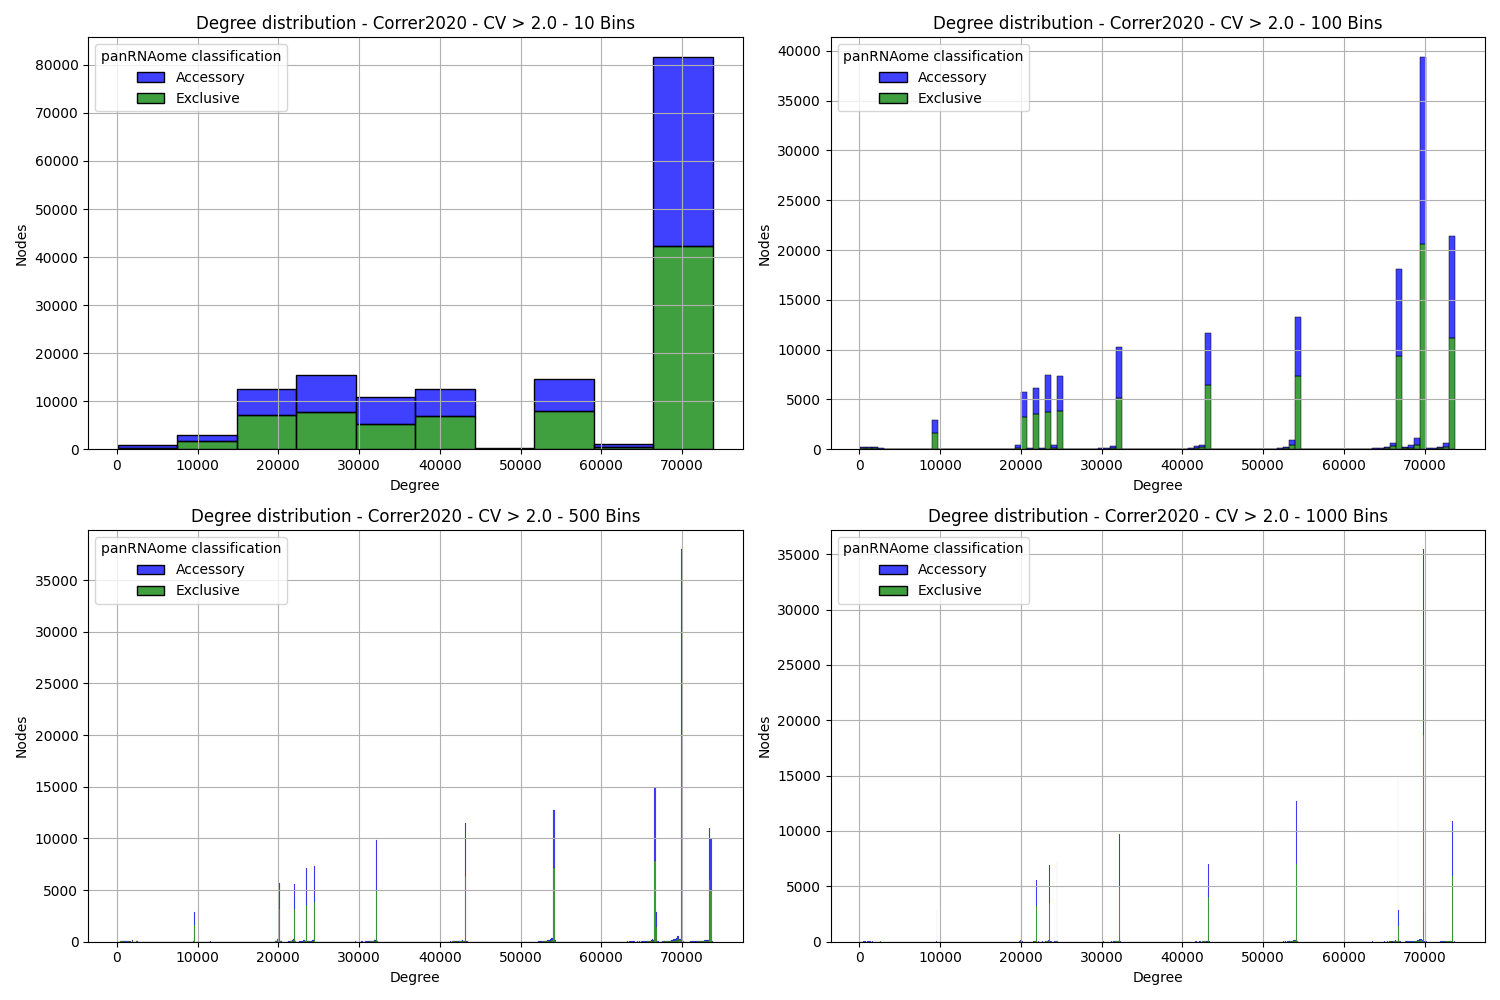 Degree distribution - Correr2020 - CV > 2.0 - 10 Bins
panRNAome classification
Accessory
Exclusive
80000
70000
60000
50000
40000
30000
20000
10000
0
Nodes
0 10000 20000 30000 40000 50000 60000 70000
Degree
Degree distribution - Correr2020 - CV > 2.0 - 100 Bins
panRNAome classification
Accessory
Exclusive
40000
35000
30000
25000
20000
15000
10000
5000
0
Nodes
0 10000 20000 30000 40000 50000 60000 70000
Degree
Degree distribution - Correr2020 - CV > 2.0 - 500 Bins
panRNAome classification
Accessory
Exclusive
35000
30000
25000
20000
15000
10000
5000
0
Nodes
0 10000 20000 30000 40000 50000 60000 70000
Degree
Degree distribution - Correr2020 - CV > 2.0 - 1000 Bins
panRNAome classification
Accessory
Exclusive
35000
30000
25000
20000
15000
10000
5000
0
Nodes
0 10000 20000 30000 40000 50000 60000 70000
Degree